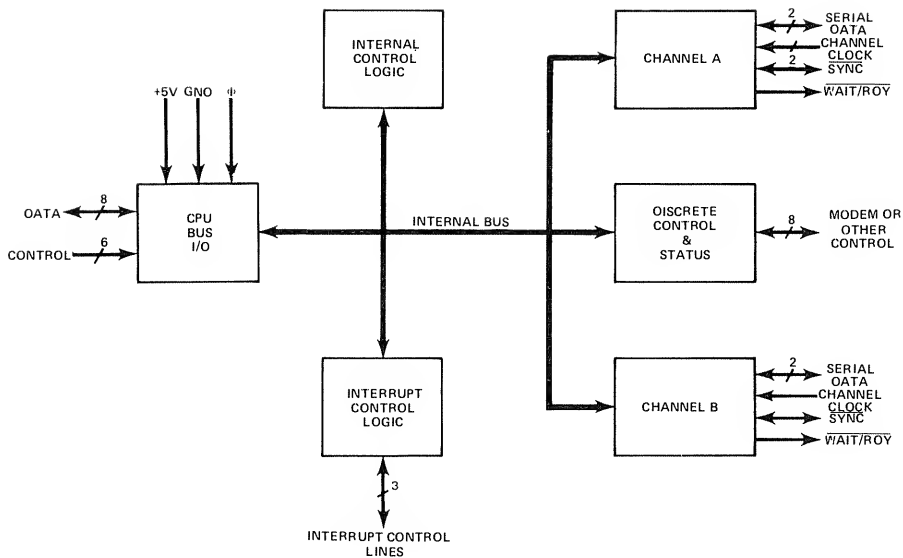 INTERNAL
CONTROL
LOGIC
+5V GNO ϕ
OATA
8
CONTROL
6
CPU
BUS
I/O
INTERNAL BUS
INTERRUPT
CONTROL
LOGIC
3
INTERRUPT CONTROL
LINES
CHANNEL A
2
SERIAL
DATA
CHANNEL
CLOCK
2
SYNC
WAIT/ROY
OISCRETE
CONTROL
&
STATUS
8
MODEM OR
OTHER
CONTROL
CHANNEL B
2
SERIAL
DATA
CHANNEL
CLOCK
SYNC
WAIT/ROY